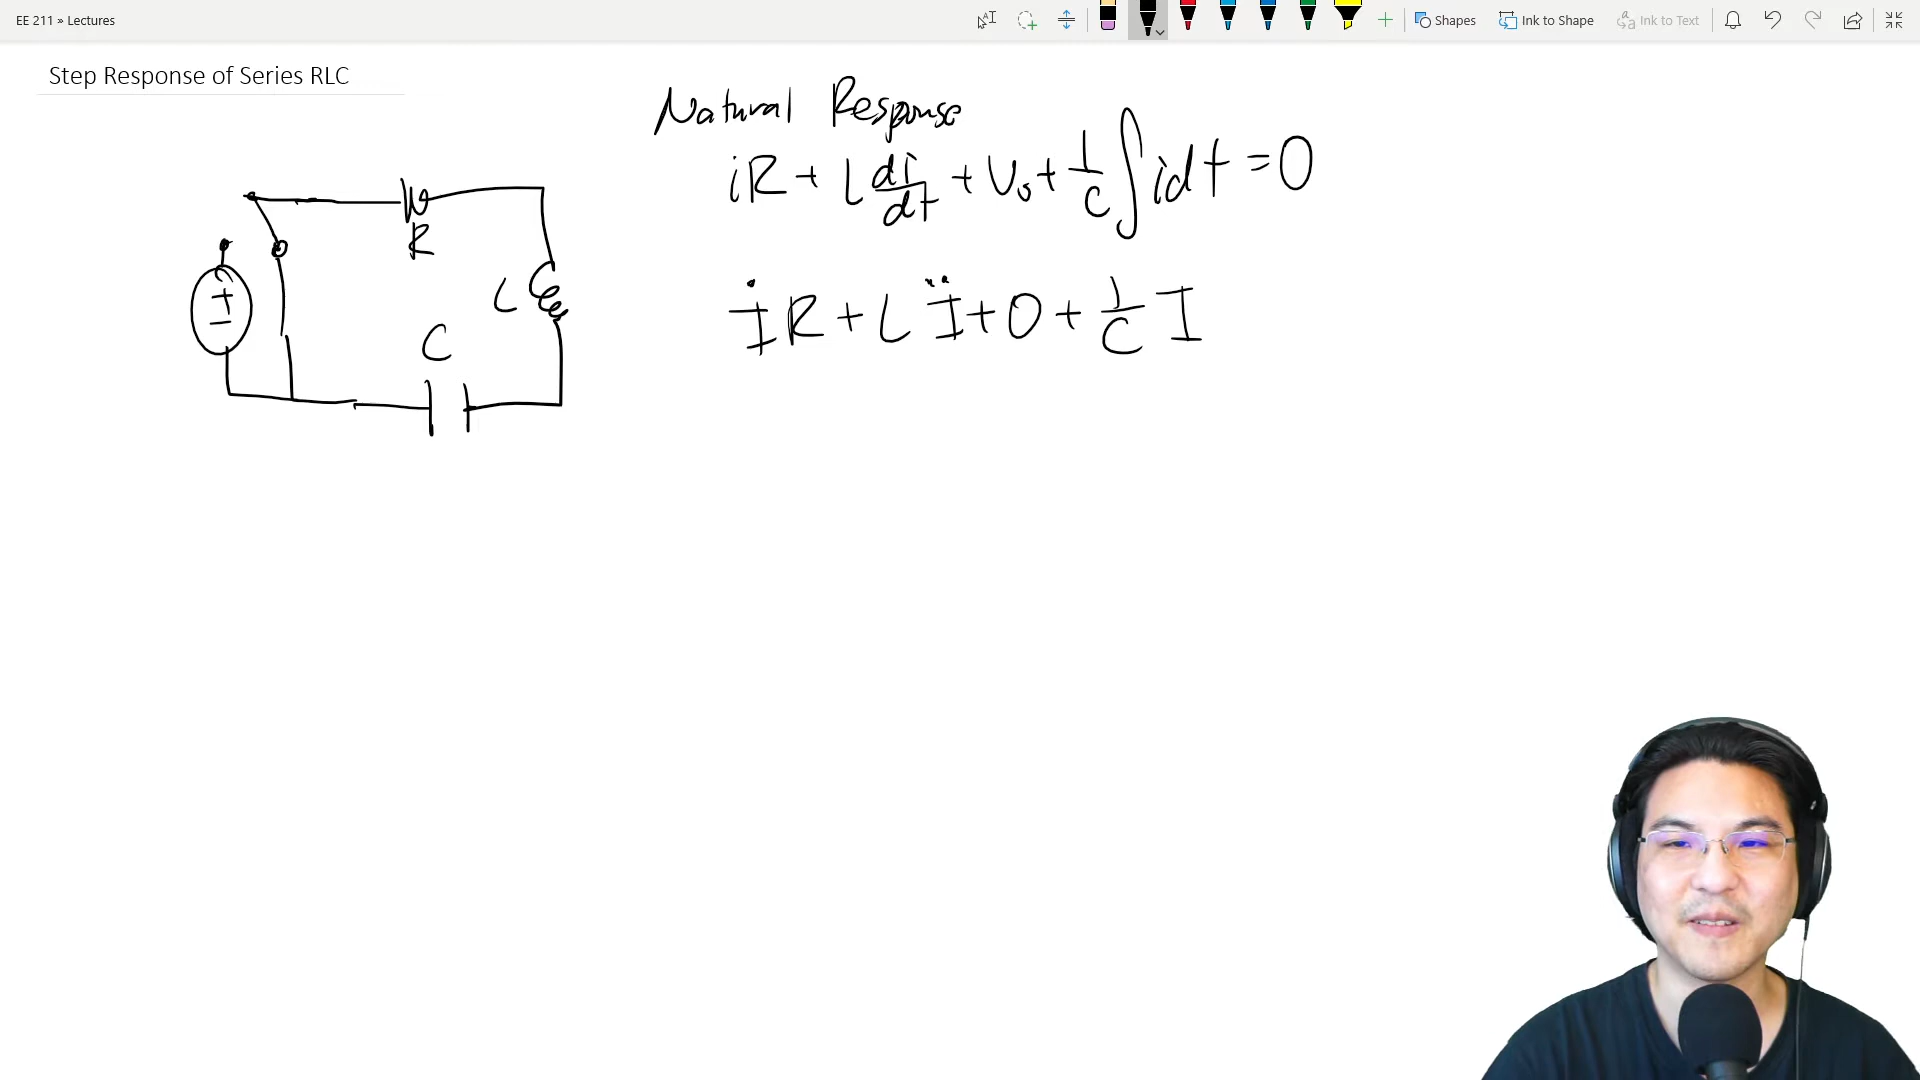 EE 211 » Lectures
Shapes
Ink to Shape
Ink to Text
Step Response of Series RLC
Natural Response
iR + L di/dt + V₀ + 1/C ∫ i dt = 0
İR + LÏ + 0 + 1/C I
R
L
C
+
−